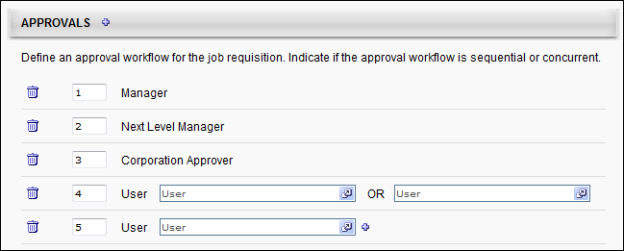 APPROVALS
Define an approval workflow for the job requisition. Indicate if the approval workflow is sequential or concurrent.
1 Manager
2 Next Level Manager
3 Corporation Approver
4 User User OR User
5 User User